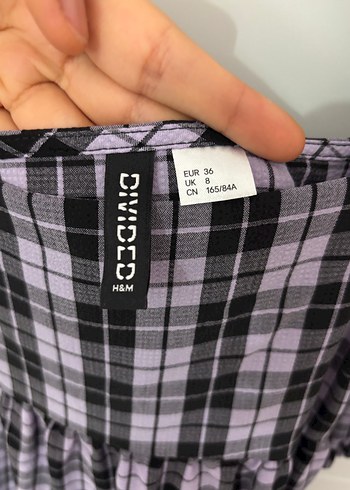 DIVIDED
H&M
EUR 36
UK 8
CN 165/84A